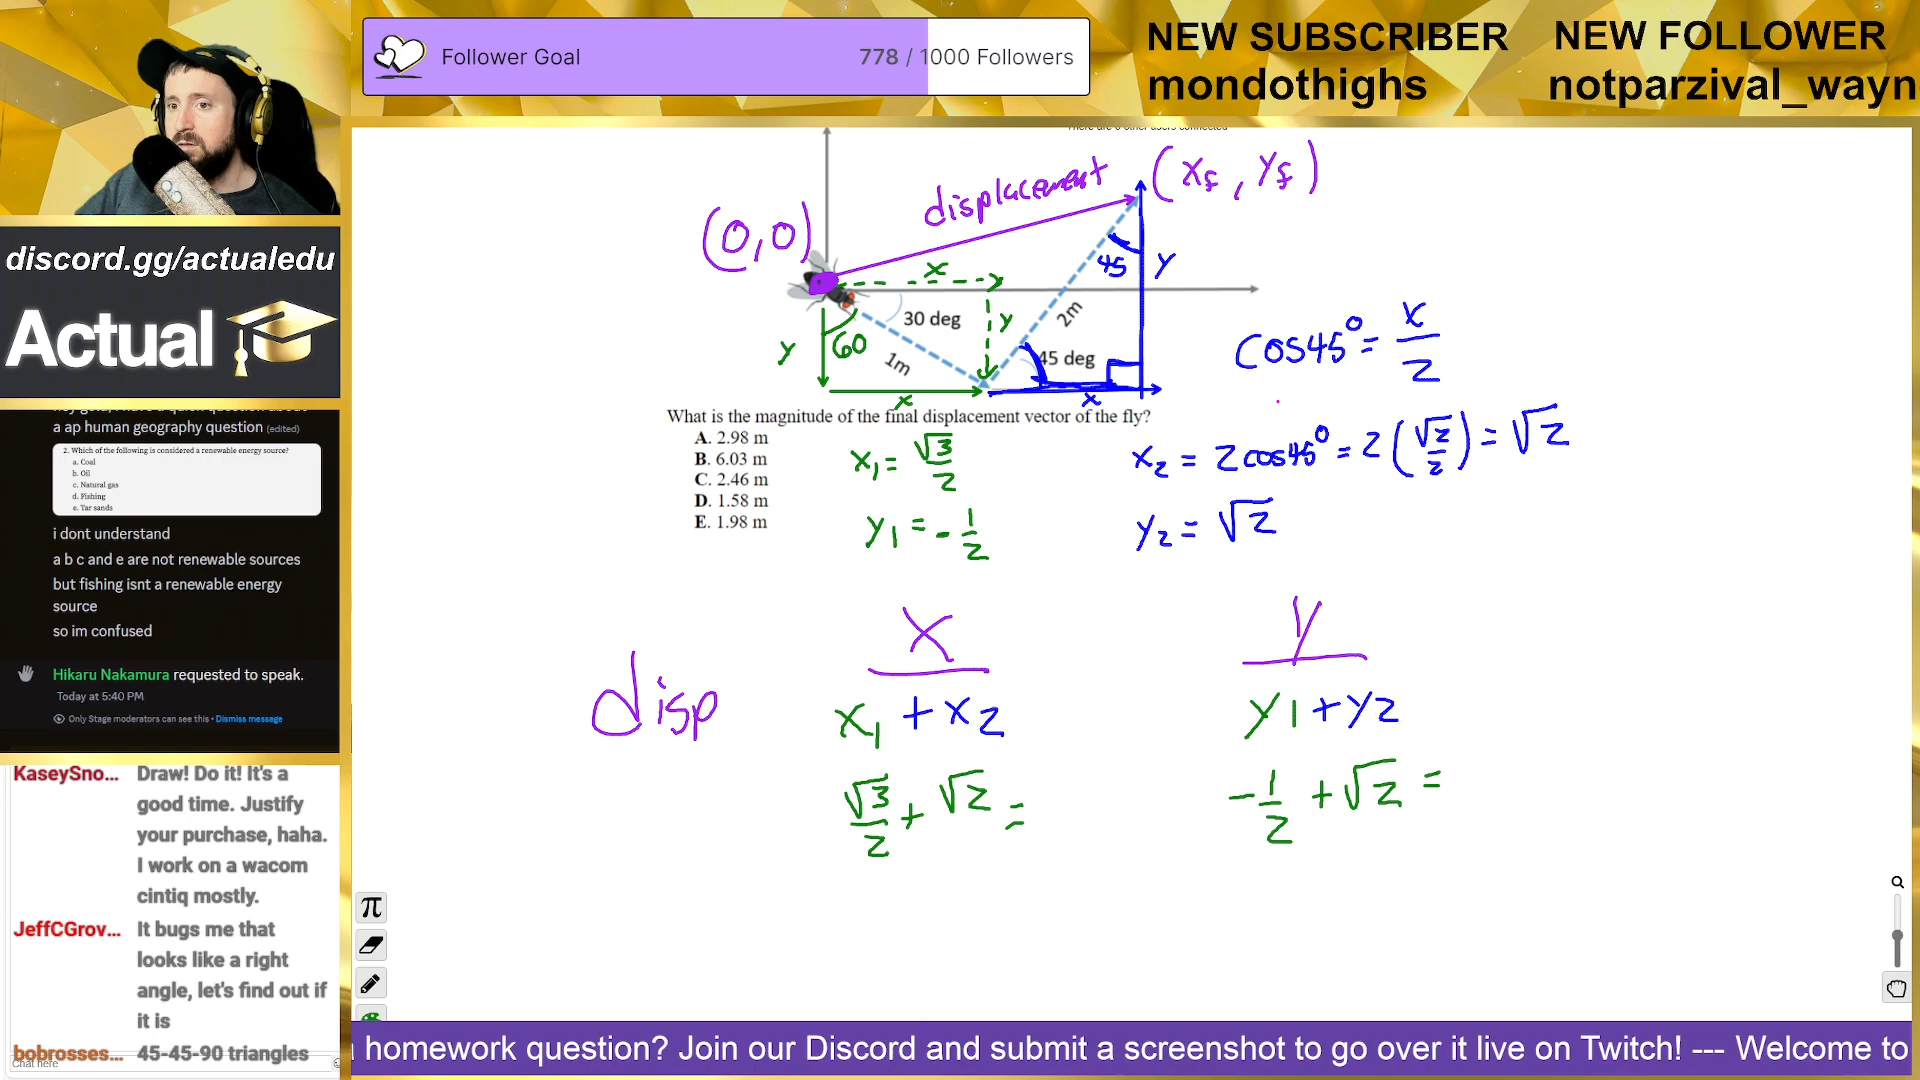 Follower Goal 778 / 1000 Followers
NEW SUBSCRIBER
mondothighs
NEW FOLLOWER
notparzival_wayn
discord.gg/actualedu
Actual
a ap human geography question (edited)
2. Which of the following is considered a renewable energy source?
a. Coal
b. Oil
c. Natural gas
d. Fishing
e. Tar sands
i dont understand
a b c and e are not renewable sources
but fishing isnt a renewable energy
source
so im confused
Hikaru Nakamura requested to speak.
Today at 5:40 PM
Only Stage moderators can see this • Dismiss message
KaseySno... Draw! Do it! It's a
good time. Justify
your purchase, haha.
I work on a wacom
cintiq mostly.
JeffCGrov... It bugs me that
looks like a right
angle, let's find out if
it is
bobrosses... 45-45-90 triangles
Chat here
(0,0)
displacement
(xf, yf)
x
y
30 deg
60
y
1m
x
2m
45
y
45 deg
x
What is the magnitude of the final displacement vector of the fly?
A. 2.98 m
B. 6.03 m
C. 2.46 m
D. 1.58 m
E. 1.98 m
x₁ = √3/2
y₁ = -1/2
cos45° = x/2
x₂ = 2cos45° = 2(√2/2) = √2
y₂ = √2
x
y
disp
x₁ + x₂
y1 + y2
√3/2 + √2 =
-1/2 + √2 =
π
homework question? Join our Discord and submit a screenshot to go over it live on Twitch! --- Welcome to